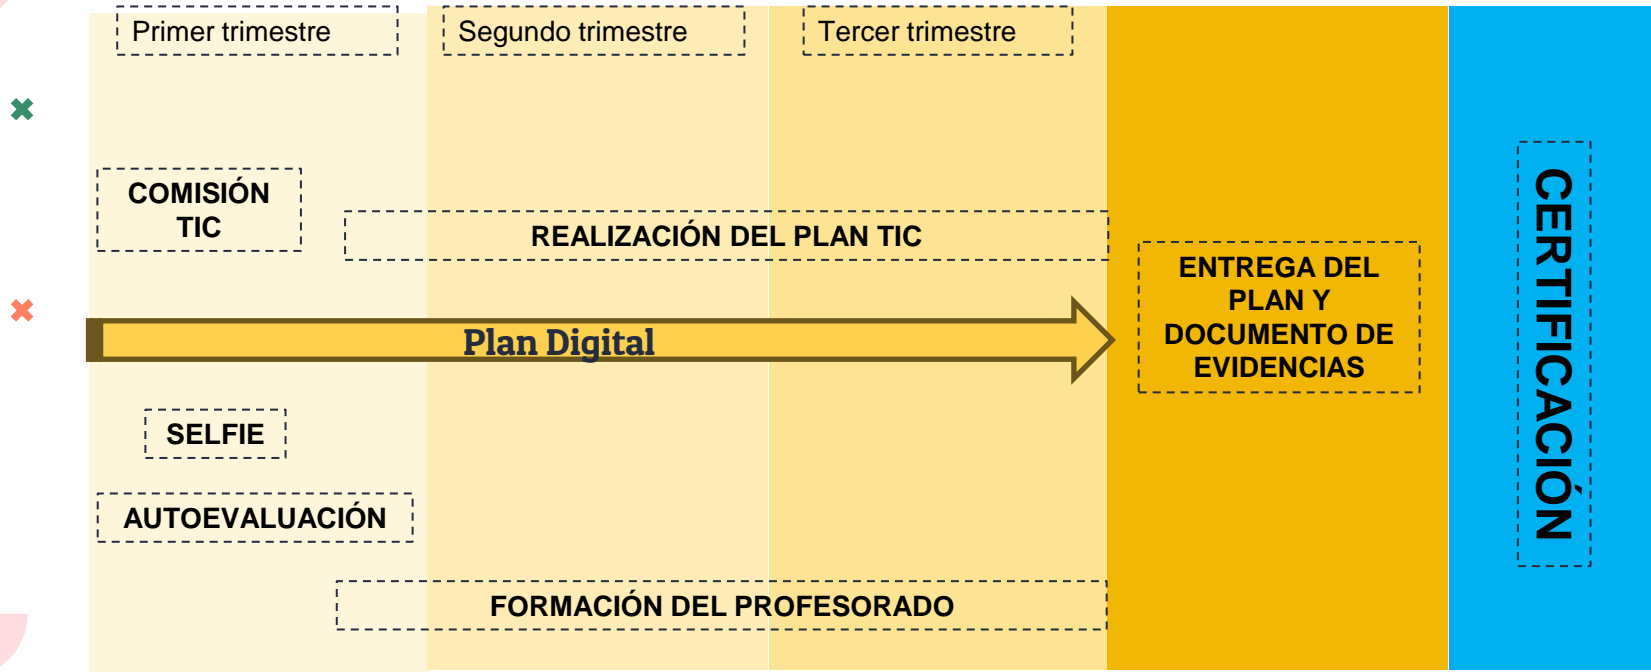 Primer trimestre
Segundo trimestre
Tercer trimestre
COMISIÓN
TIC
REALIZACIÓN DEL PLAN TIC
ENTREGA DEL
PLAN Y
DOCUMENTO DE
EVIDENCIAS
CERTIFICACIÓN
Plan Digital
SELFIE
AUTOEVALUACIÓN
FORMACIÓN DEL PROFESORADO